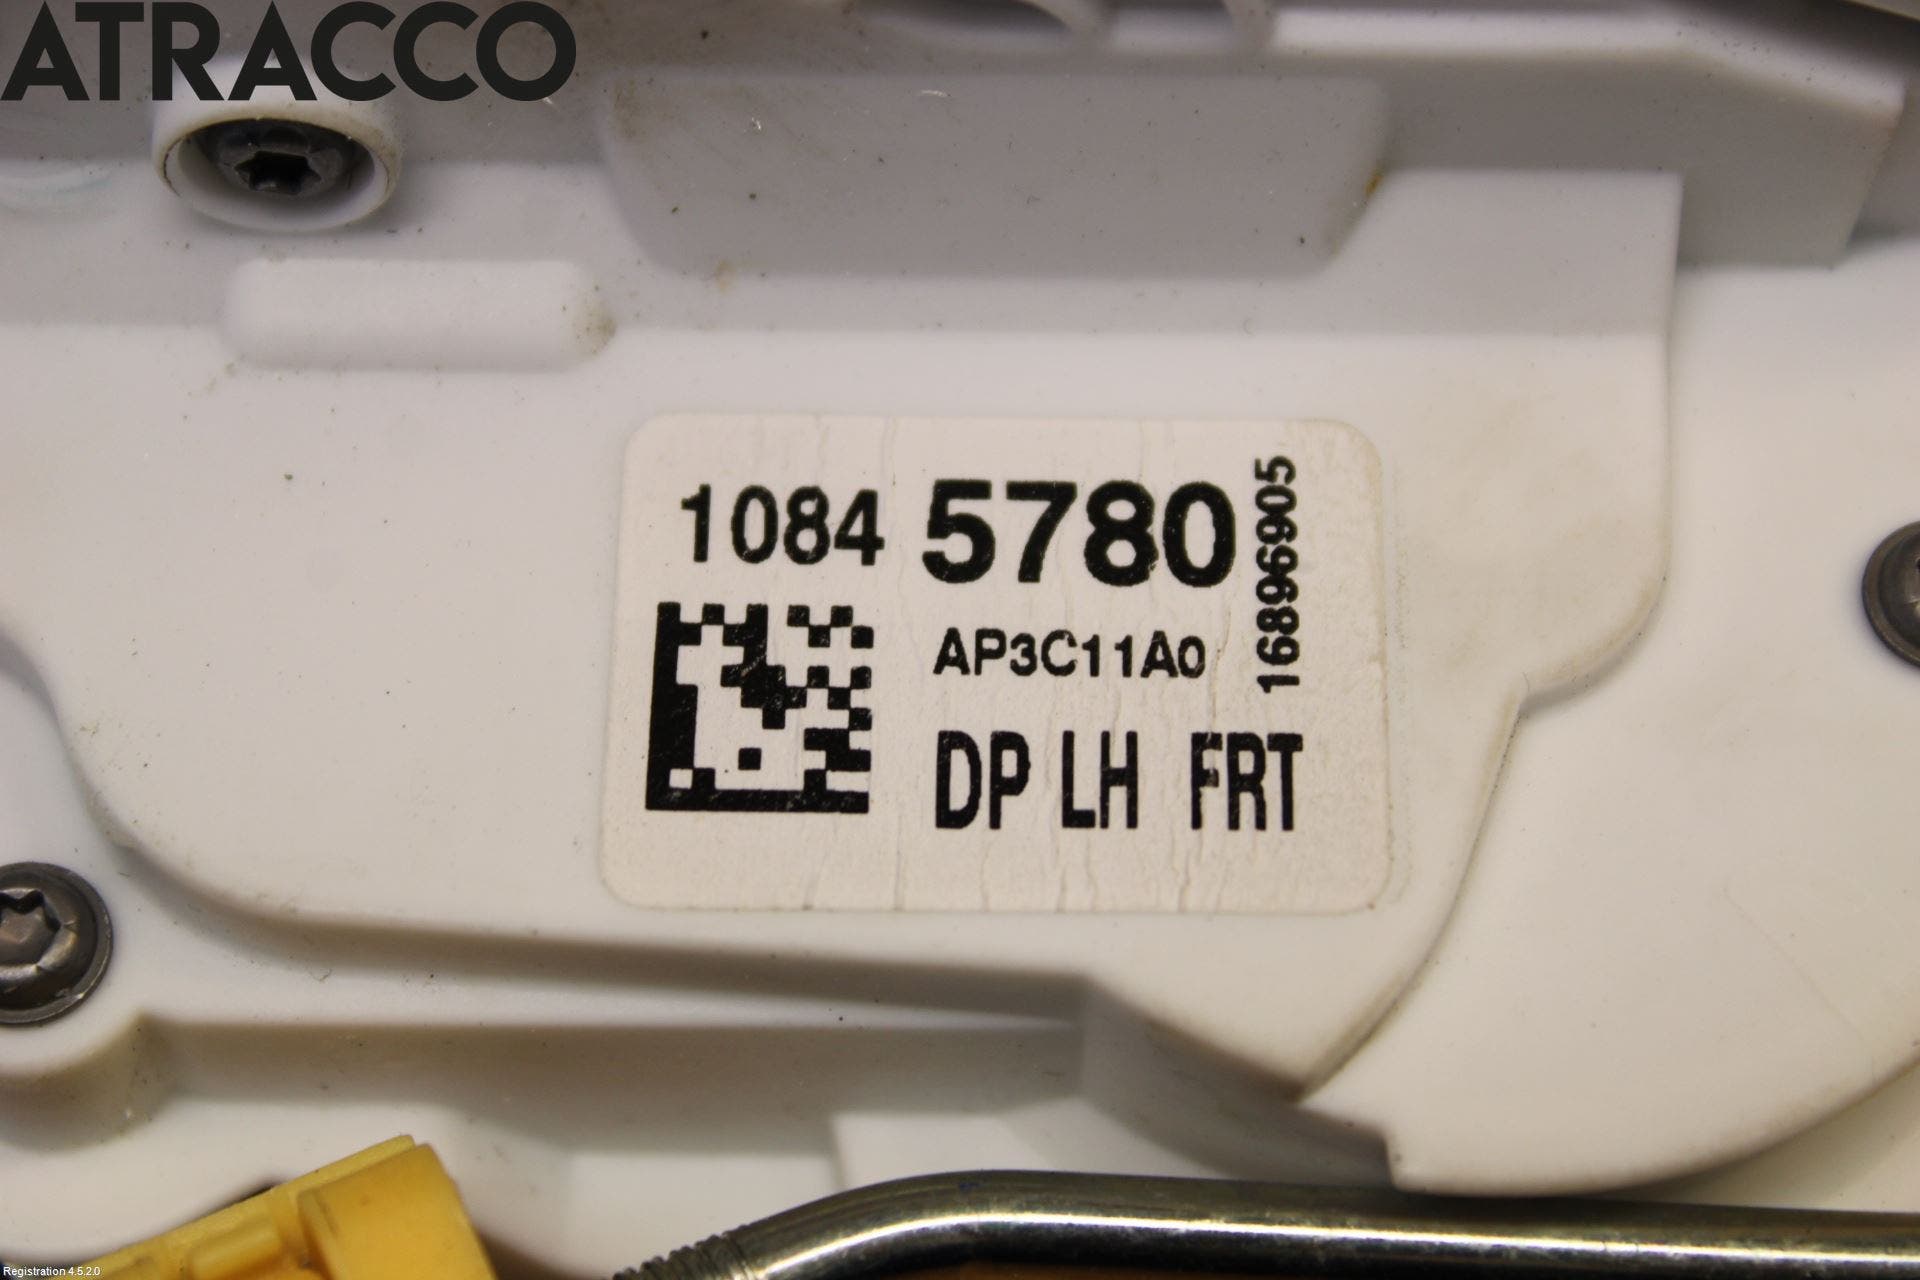 ATRACCO
1084 5780
16896905
AP3C11A0
DP LH FRT
Registration 4.5.2.0